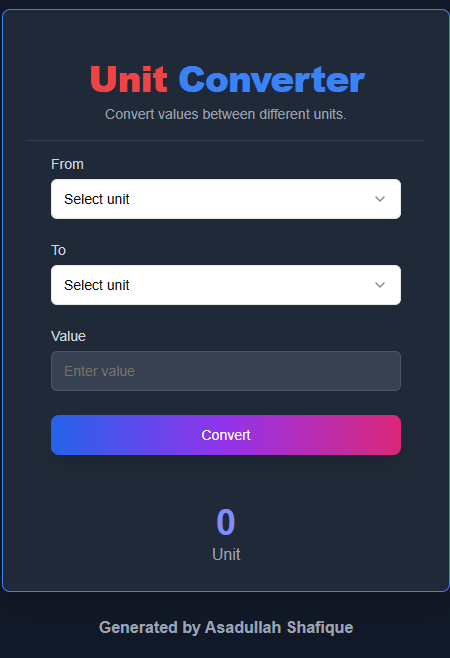 Unit Converter
Convert values between different units.
From
Select unit
To
Select unit
Value
Enter value
Convert
0
Unit
Generated by Asadullah Shafique